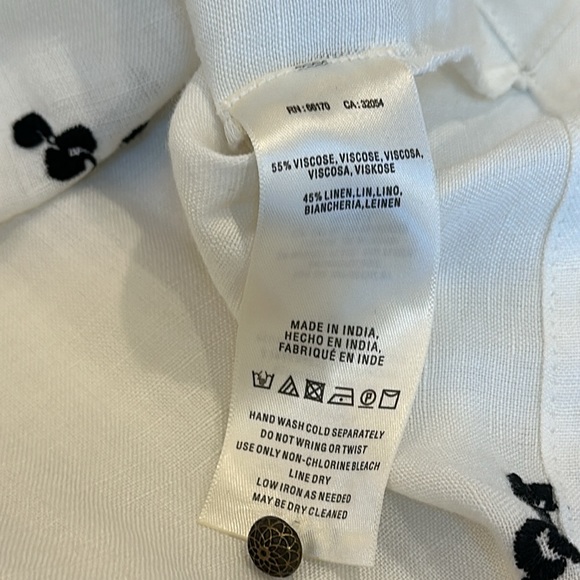 RN: 66170 CA: 32054
55% VISCOSE, VISCOSE, VISCOSA,
VISCOSA, VISKOSE
45% LINEN, LIN, LINO,
BIANCHERIA, LEINEN
MADE IN INDIA,
HECHO EN INDIA,
FABRIQUÉ EN INDE
P
HAND WASH COLD SEPARATELY
DO NOT WRING OR TWIST
USE ONLY NON-CHLORINE BLEACH
LINE DRY
LOW IRON AS NEEDED
MAY BE DRY CLEANED